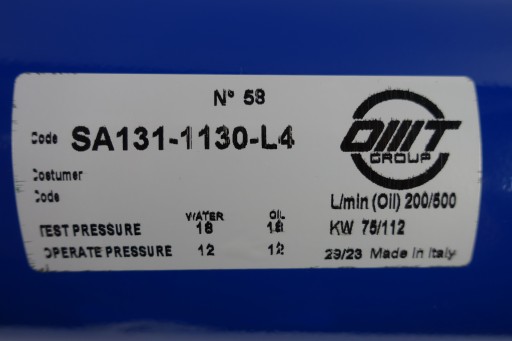 N° 58
Code SA131-1130-L4
OMT
GROUP
Costumer
Code
L/min (Oil) 200/500
WATER OIL
TEST PRESSURE 18 18
KW 75/112
OPERATE PRESSURE 12 12
29/23 Made in Italy